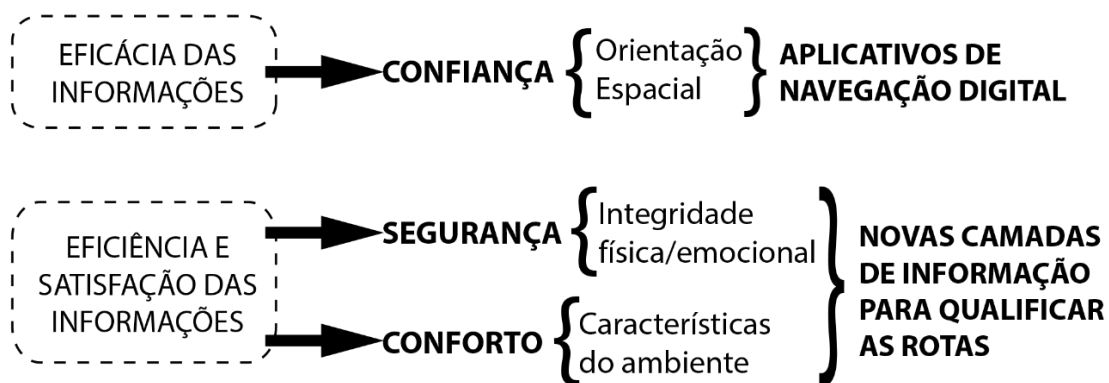 EFICÁCIA DAS
INFORMAÇÕES
CONFIANÇA
Orientação
Espacial
APLICATIVOS DE
NAVEGAÇÃO DIGITAL
EFICIÊNCIA E
SATISFAÇÃO DAS
INFORMAÇÕES
SEGURANÇA
Integridade
física/emocional
CONFORTO
Características
do ambiente
NOVAS CAMADAS
DE INFORMAÇÃO
PARA QUALIFICAR
AS ROTAS